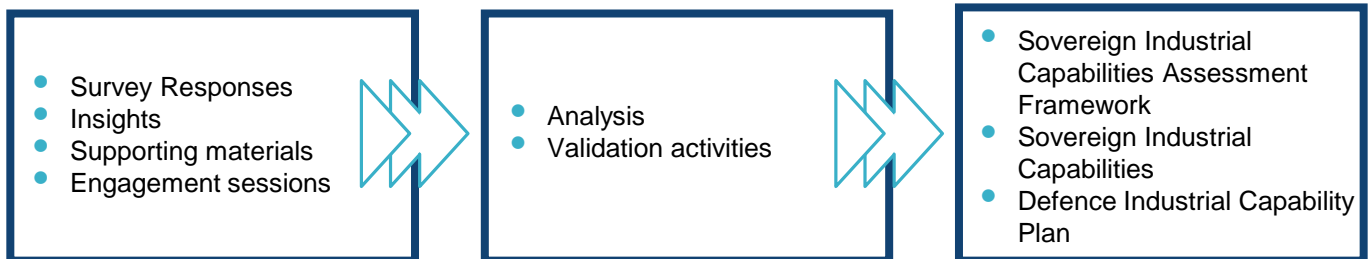 Survey Responses
Insights
Supporting materials
Engagement sessions
Analysis
Validation activities
Sovereign Industrial
Capabilities Assessment
Framework
Sovereign Industrial
Capabilities
Defence Industrial Capability
Plan